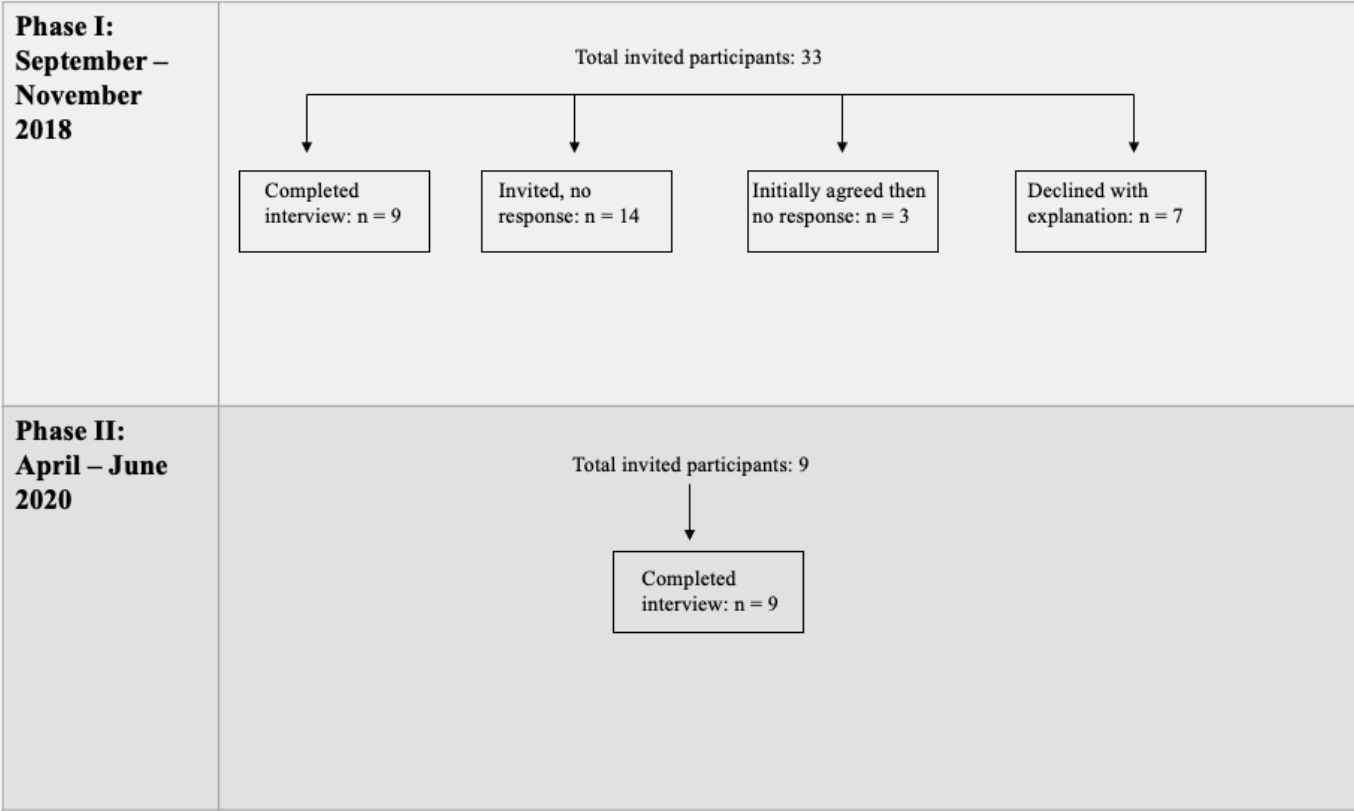 Phase I:
September –
November
2018
Total invited participants: 33
Completed
interview: n = 9
Invited, no
response: n = 14
Initially agreed then
no response: n = 3
Declined with
explanation: n = 7
Phase II:
April – June
2020
Total invited participants: 9
Completed
interview: n = 9